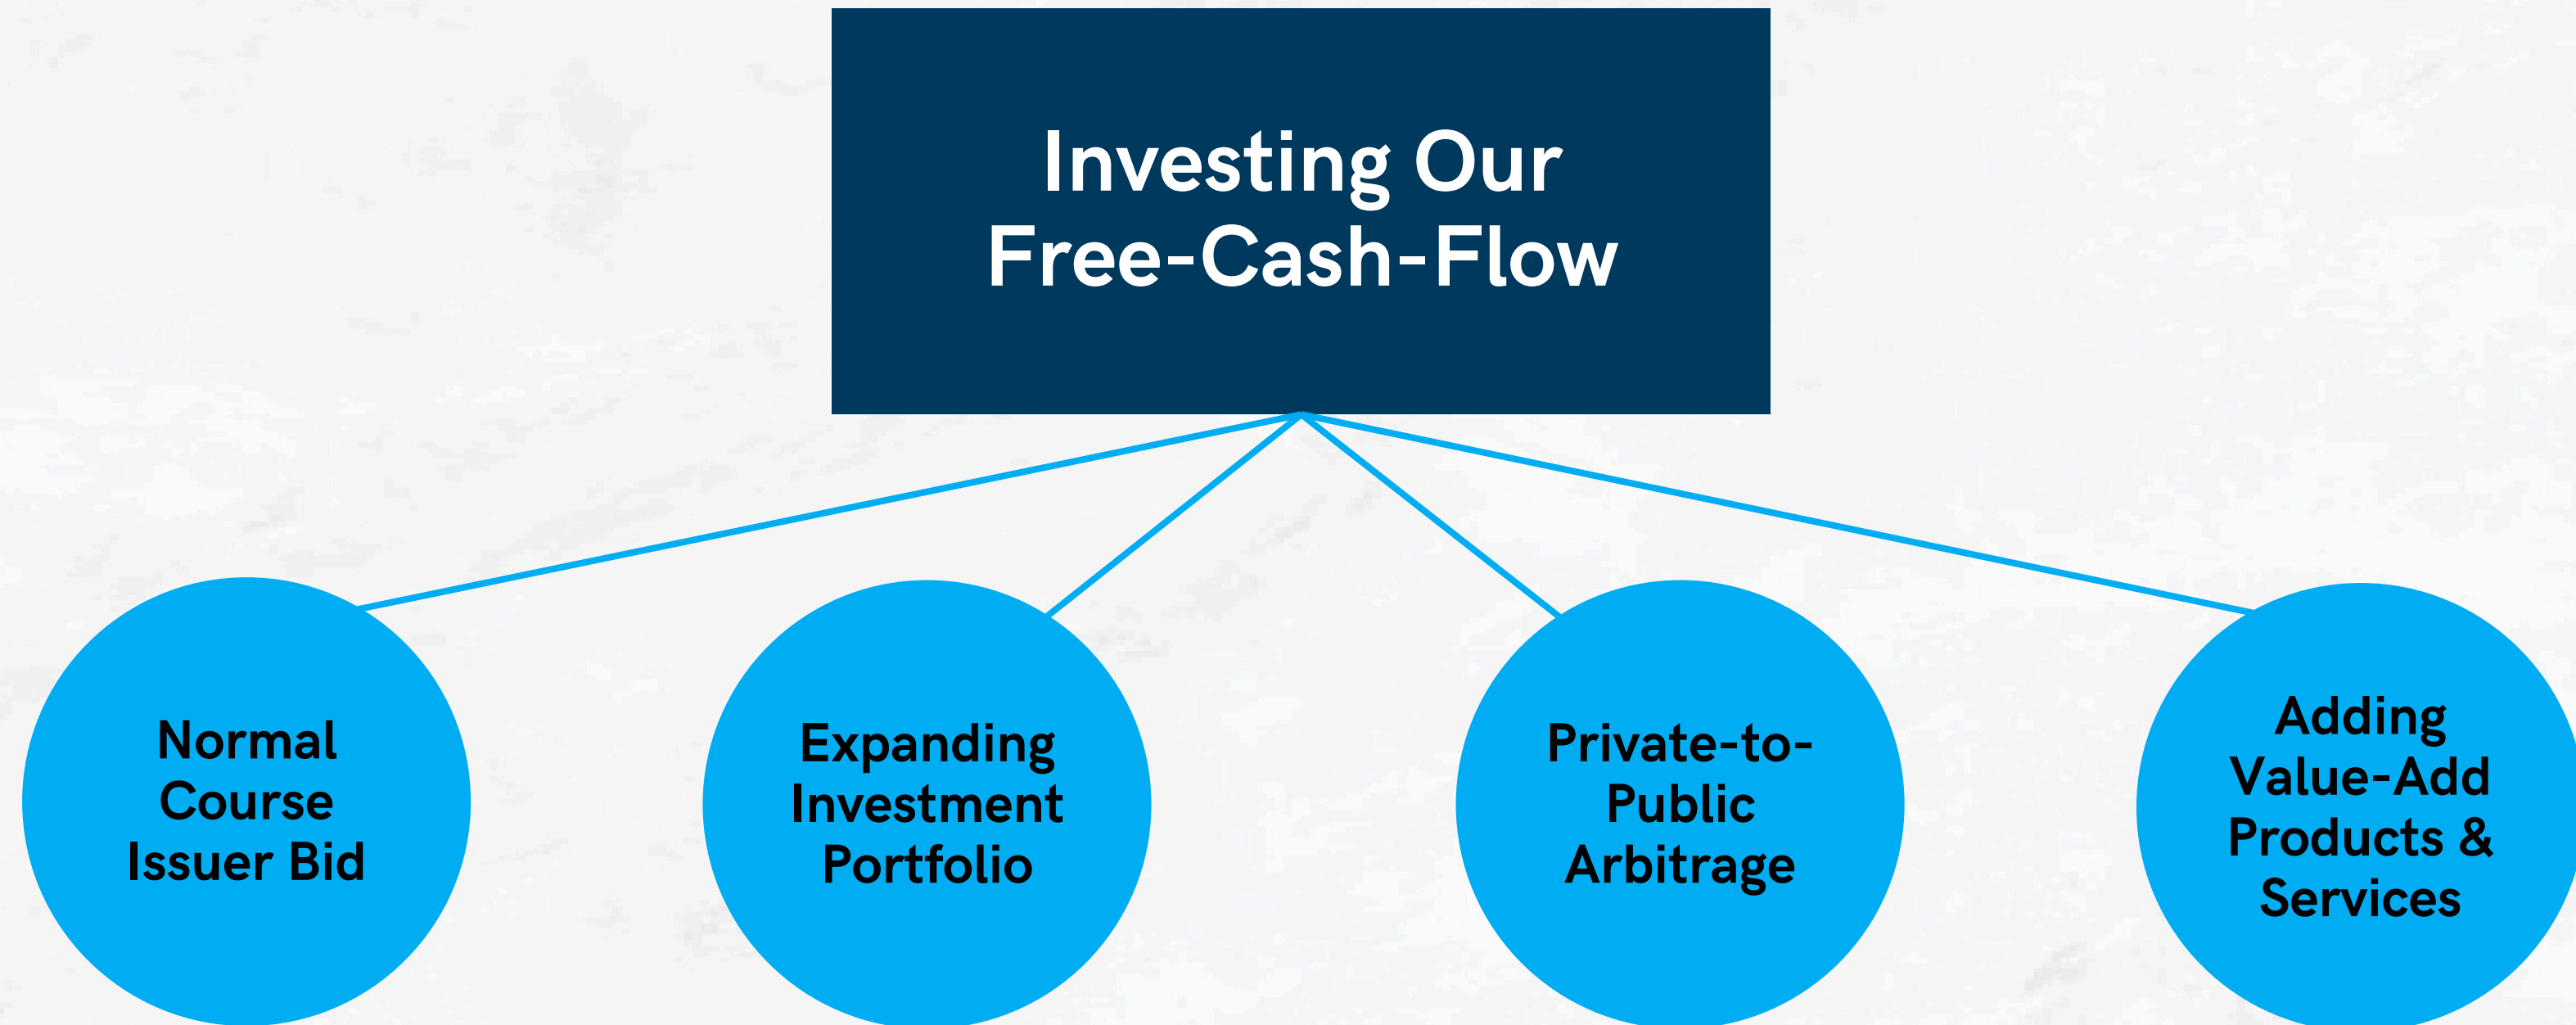 Investing Our
Free-Cash-Flow
Normal
Course
Issuer Bid
Expanding
Investment
Portfolio
Private-to-
Public
Arbitrage
Adding
Value-Add
Products &
Services